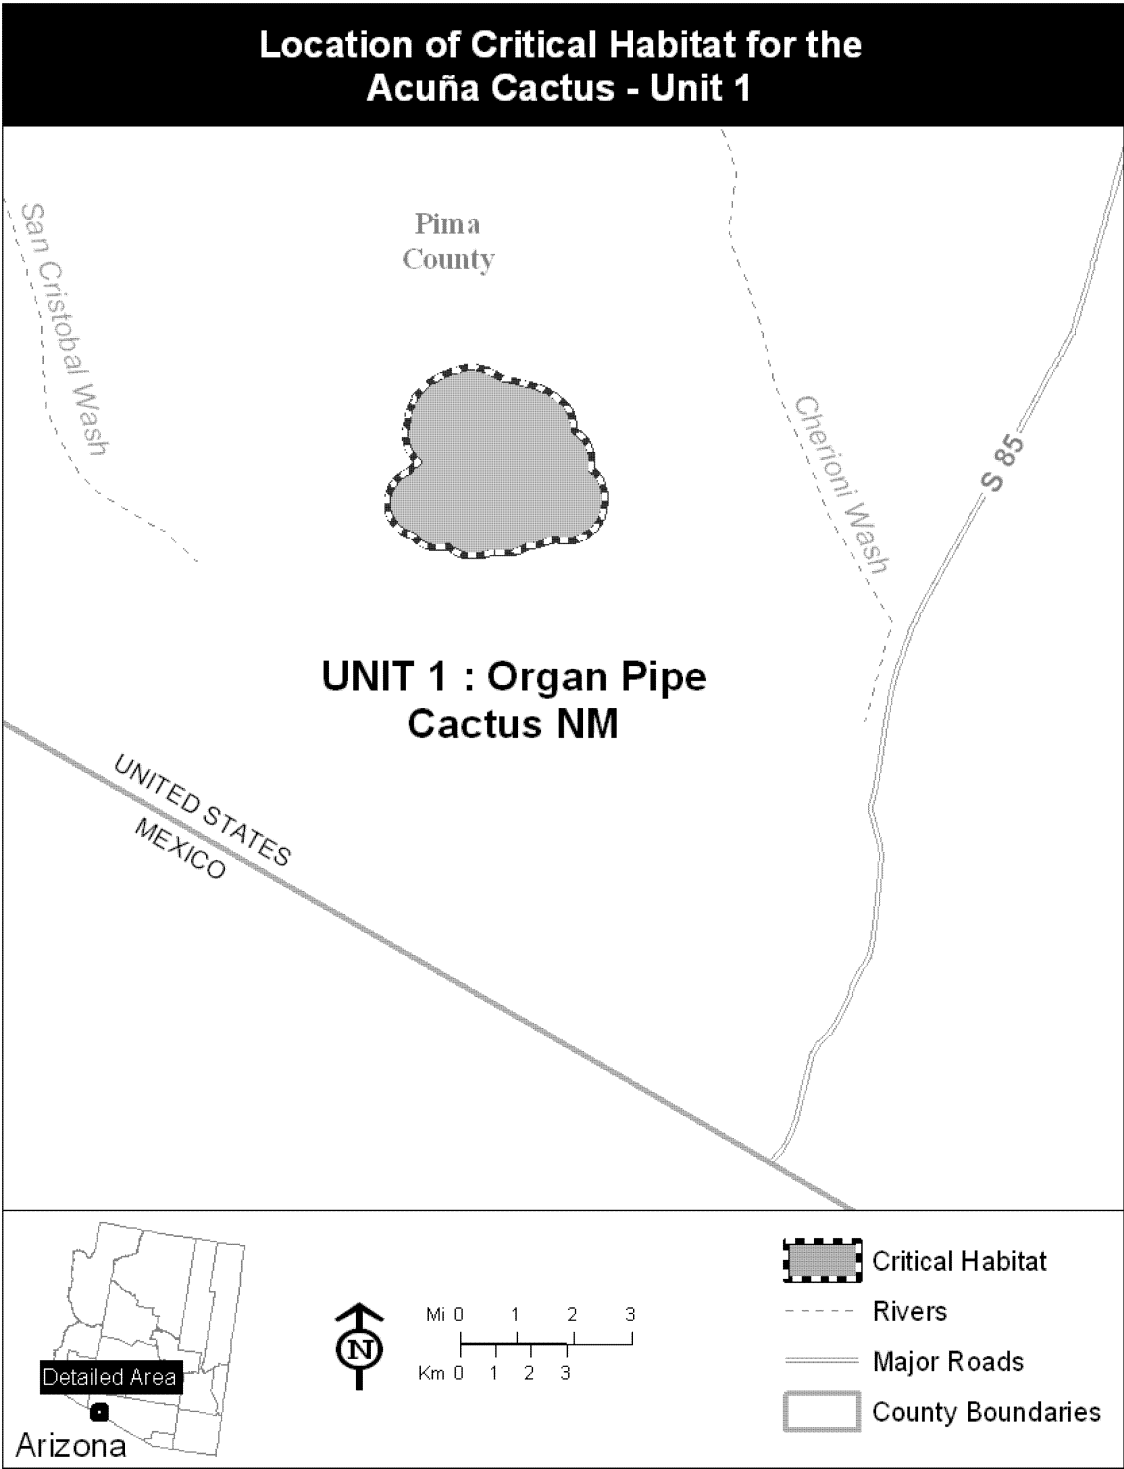 Location of Critical Habitat for the
Acuña Cactus - Unit 1
Pima
County
San Cristobal Wash
Cherioni Wash
S 85
UNIT 1 : Organ Pipe
Cactus NM
UNITED STATES
MEXICO
Detailed Area
Arizona
N
Mi 0 1 2 3
Km 0 1 2 3
Critical Habitat
Rivers
Major Roads
County Boundaries